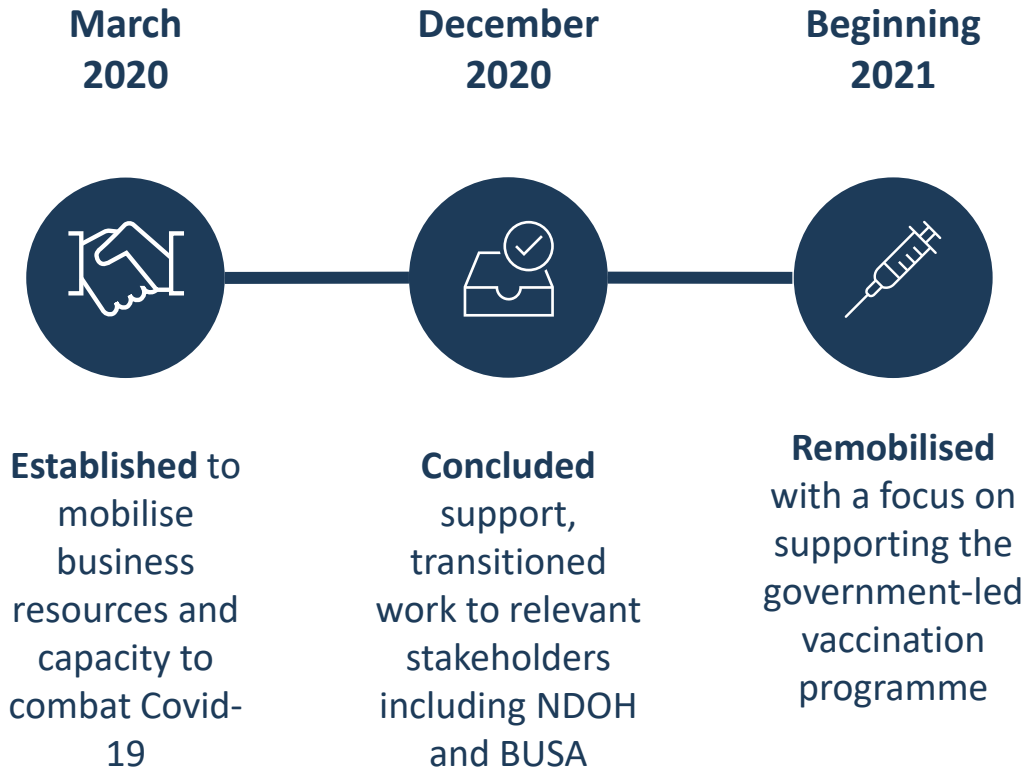 March
2020
December
2020
Beginning
2021
Established to
mobilise
business
resources and
capacity to
combat Covid-
19
Concluded
support,
transitioned
work to relevant
stakeholders
including NDOH
and BUSA
Remobilised
with a focus on
supporting the
government-led
vaccination
programme